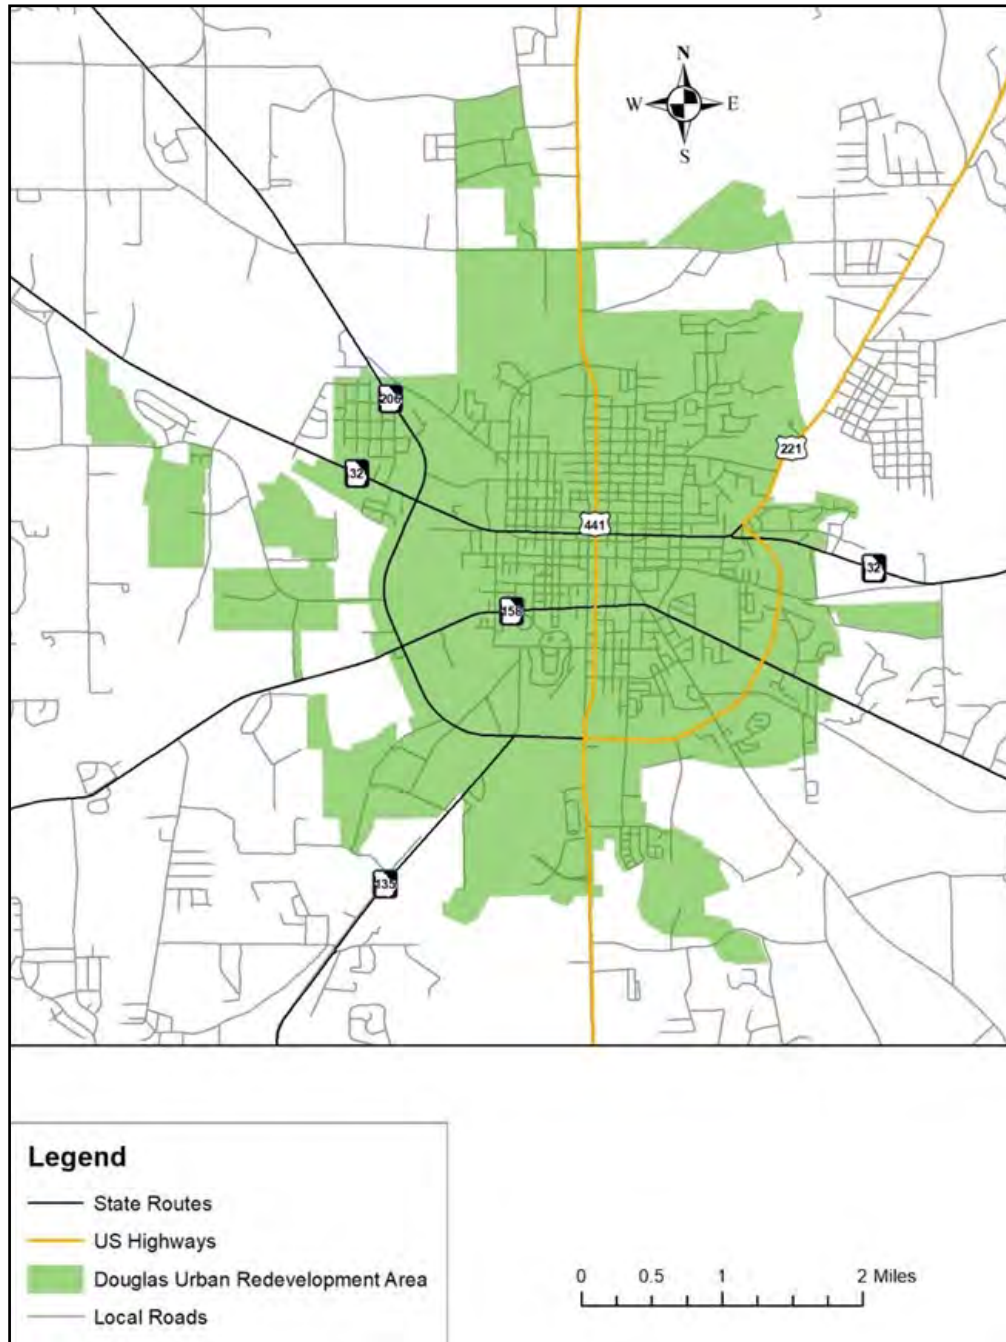 N
W E
S
206
32
221
441
32
158
135
Legend
State Routes
US Highways
Douglas Urban Redevelopment Area
Local Roads
0 0.5 1 2 Miles